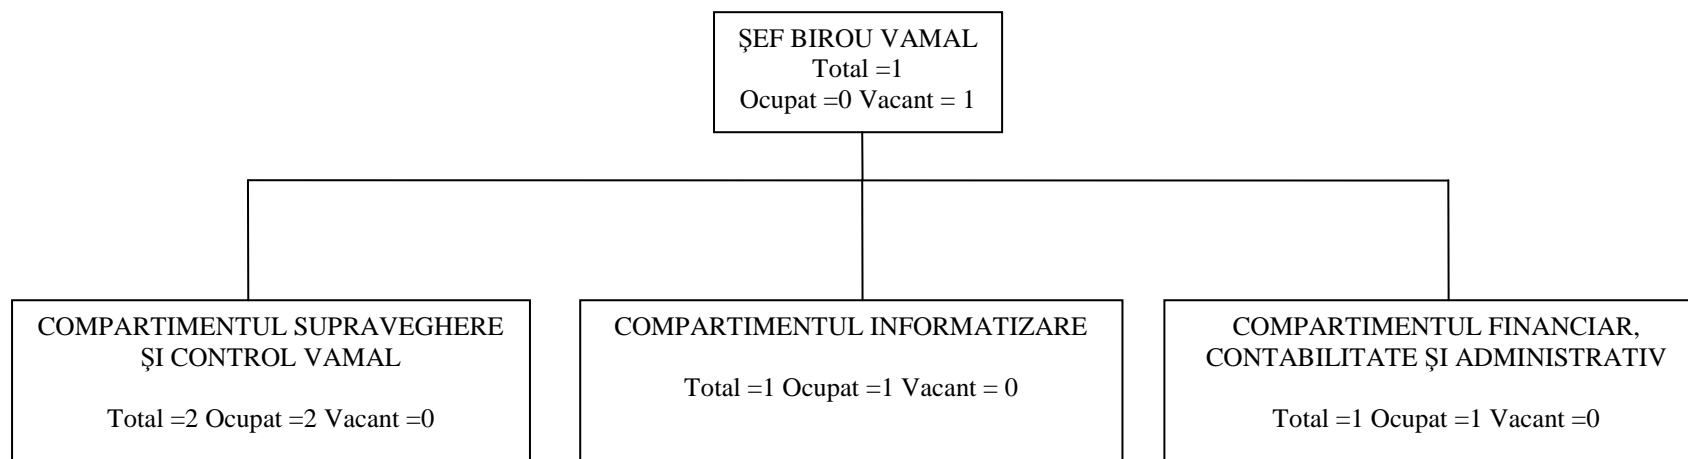 ŞEF BIROU VAMAL
Total =1
Ocupat =0 Vacant = 1
COMPARTIMENTUL SUPRAVEGHERE
ŞI CONTROL VAMAL
Total =2 Ocupat =2 Vacant =0
COMPARTIMENTUL INFORMATIZARE
Total =1 Ocupat =1 Vacant = 0
COMPARTIMENTUL FINANCIAR,
CONTABILITATE ŞI ADMINISTRATIV
Total =1 Ocupat =1 Vacant =0